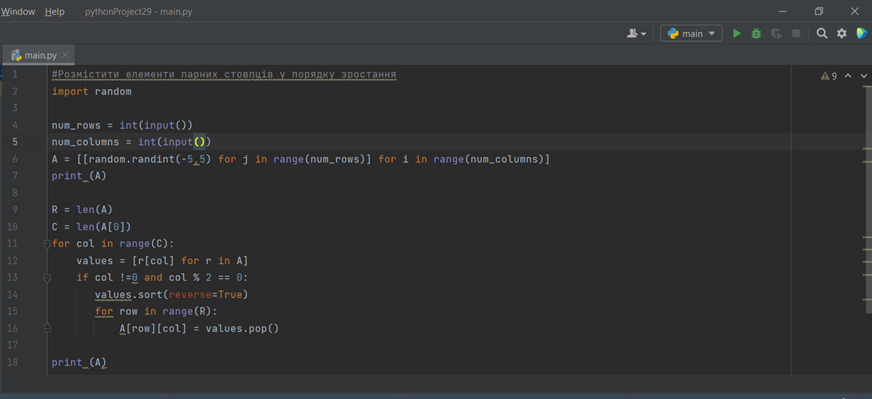 Window Help pythonProject29 - main.py
main
main.py
9
1 #Розмістити елементи парних стовпців у порядку зростання
2 import random
3
4 num_rows = int(input())
5 num_columns = int(input())
6 A = [[random.randint(-5,5) for j in range(num_rows)] for i in range(num_columns)]
7 print_(A)
8
9 R = len(A)
10 C = len(A[0])
11 for col in range(C):
12 values = [r[col] for r in A]
13 if col !=0 and col % 2 == 0:
14 values.sort(reverse=True)
15 for row in range(R):
16 A[row][col] = values.pop()
17
18 print_(A)